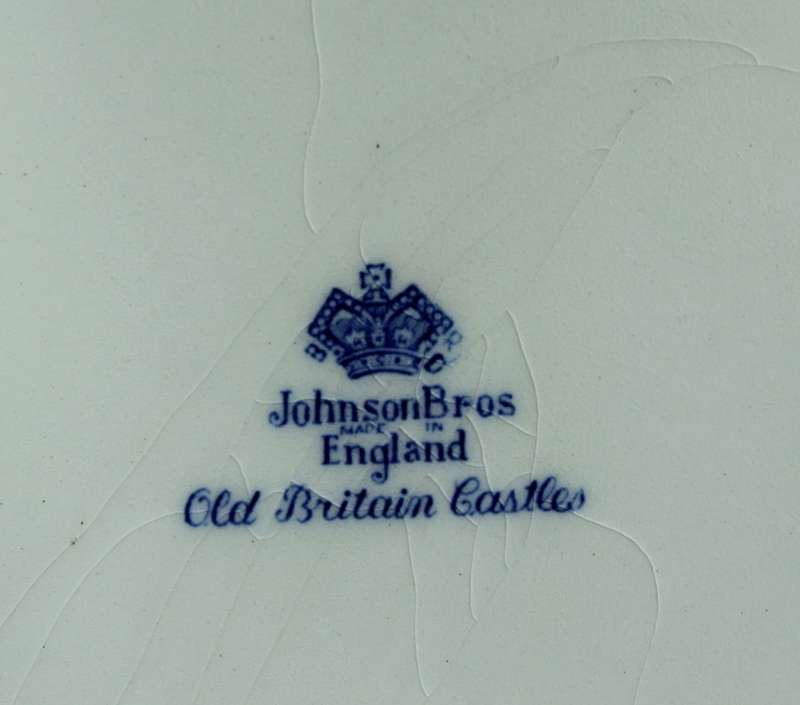 JohnsonBros
MADE IN
England
Old Britain Castles